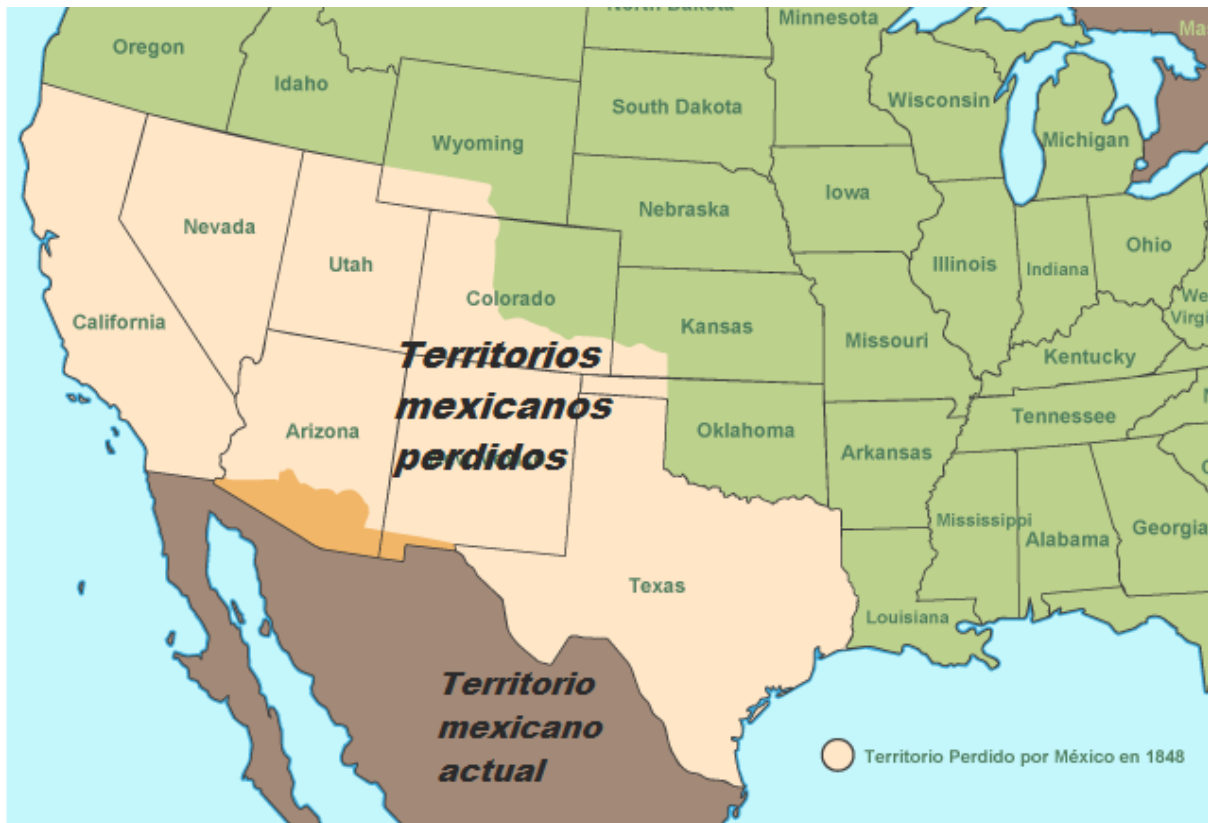 North Dakota
Minnesota
Oregon
Idaho
South Dakota
Wisconsin
Wyoming
Michigan
Iowa
Nebraska
Nevada
Utah
Ohio
Illinois
Indiana
Colorado
California
Kansas
Missouri
Kentucky
Territorios
mexicanos
perdidos
Tennessee
Arizona
Oklahoma
Arkansas
Mississippi
Alabama
Georgia
Texas
Louisiana
Territorio
mexicano
actual
Territorio Perdido por México en 1848